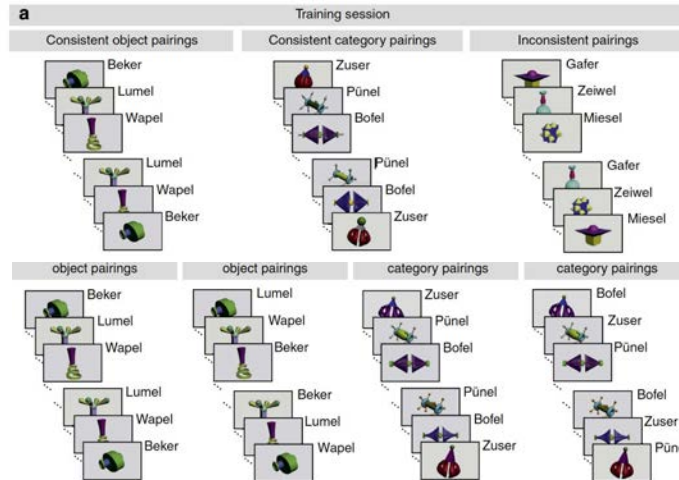 a
Training session
Consistent object pairings
Consistent category pairings
Inconsistent pairings
Beker
Lumel
Wapel
Lumel
Wapel
Beker
Zuser
Pünel
Bofel
Pünel
Bofel
Zuser
Gafer
Zeiwel
Miesel
Gafer
Zeiwel
Miesel
object pairings
object pairings
category pairings
category pairings
Beker
Lumel
Wapel
Lumel
Wapel
Beker
Lumel
Wapel
Beker
Beker
Lumel
Wapel
Zuser
Pünel
Bofel
Pünel
Bofel
Zuser
Bofel
Zuser
Pünel
Bofel
Zuser
Püne